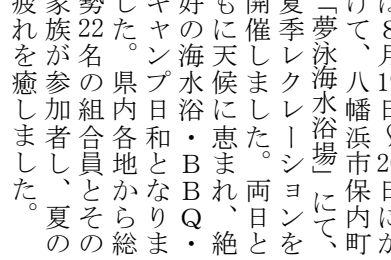 は8月19日～2
けて、八幡浜市保内町
「夢泳海水浴場」にて、
夏季レクレーションを
開催しました。両日と
もに天候に恵まれ、絶
好の海水浴・BBQ・
キャンプ日和となりま
した。県内各地から総
勢22名の組合員とその
家族が参加者し、夏の
疲れを癒しました。